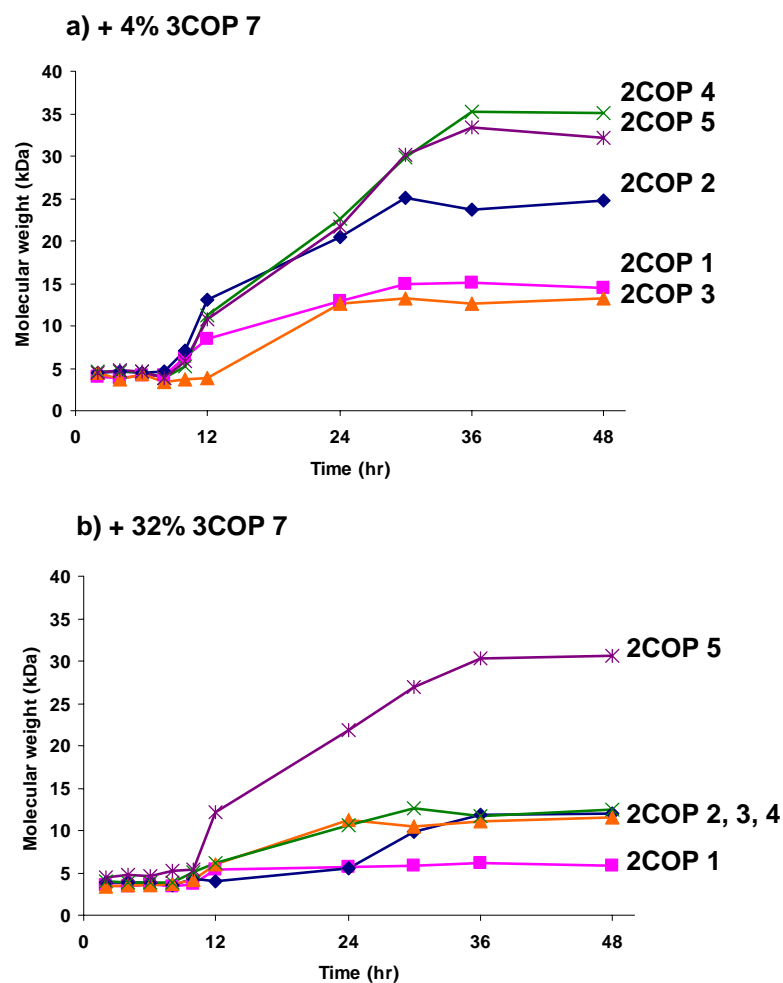 a) + 4% 3COP 7
40
35
30
25
20
15
10
5
0
Molecular weight (kDa)
0 12 24 36 48
Time (hr)
2COP 4
2COP 5
2COP 2
2COP 1
2COP 3
b) + 32% 3COP 7
40
35
30
25
20
15
10
5
0
Molecular weight (kDa)
0 12 24 36 48
Time (hr)
2COP 5
2COP 2, 3, 4
2COP 1